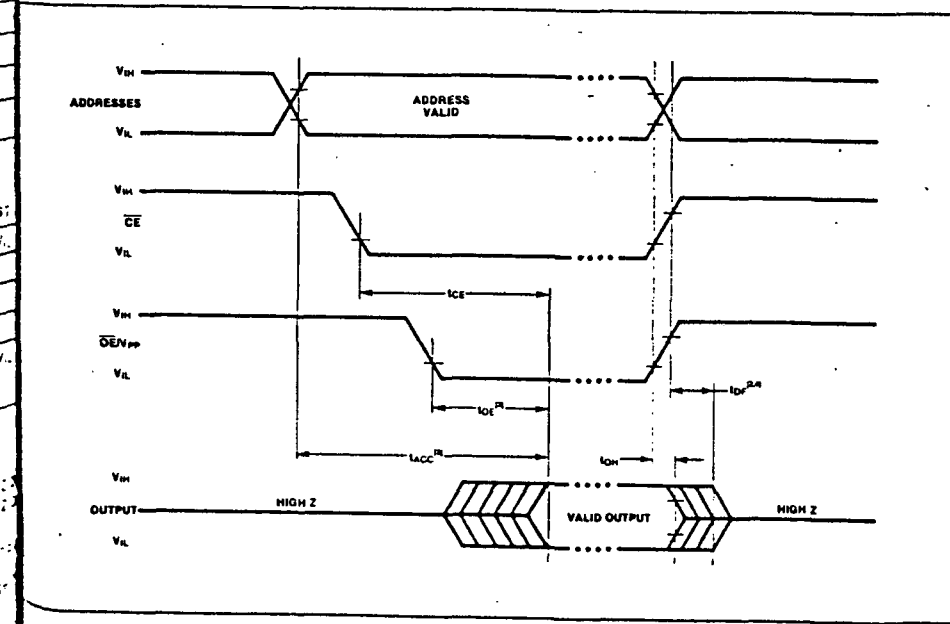 VIH
ADDRESSES
VIL
ADDRESS
VALID
VIH
CE
VIL
tCE
VIH
OE/VPP
VIL
tOE
tDF
tACC
tOH
VIH
OUTPUT
VIL
HIGH Z
VALID OUTPUT
HIGH Z